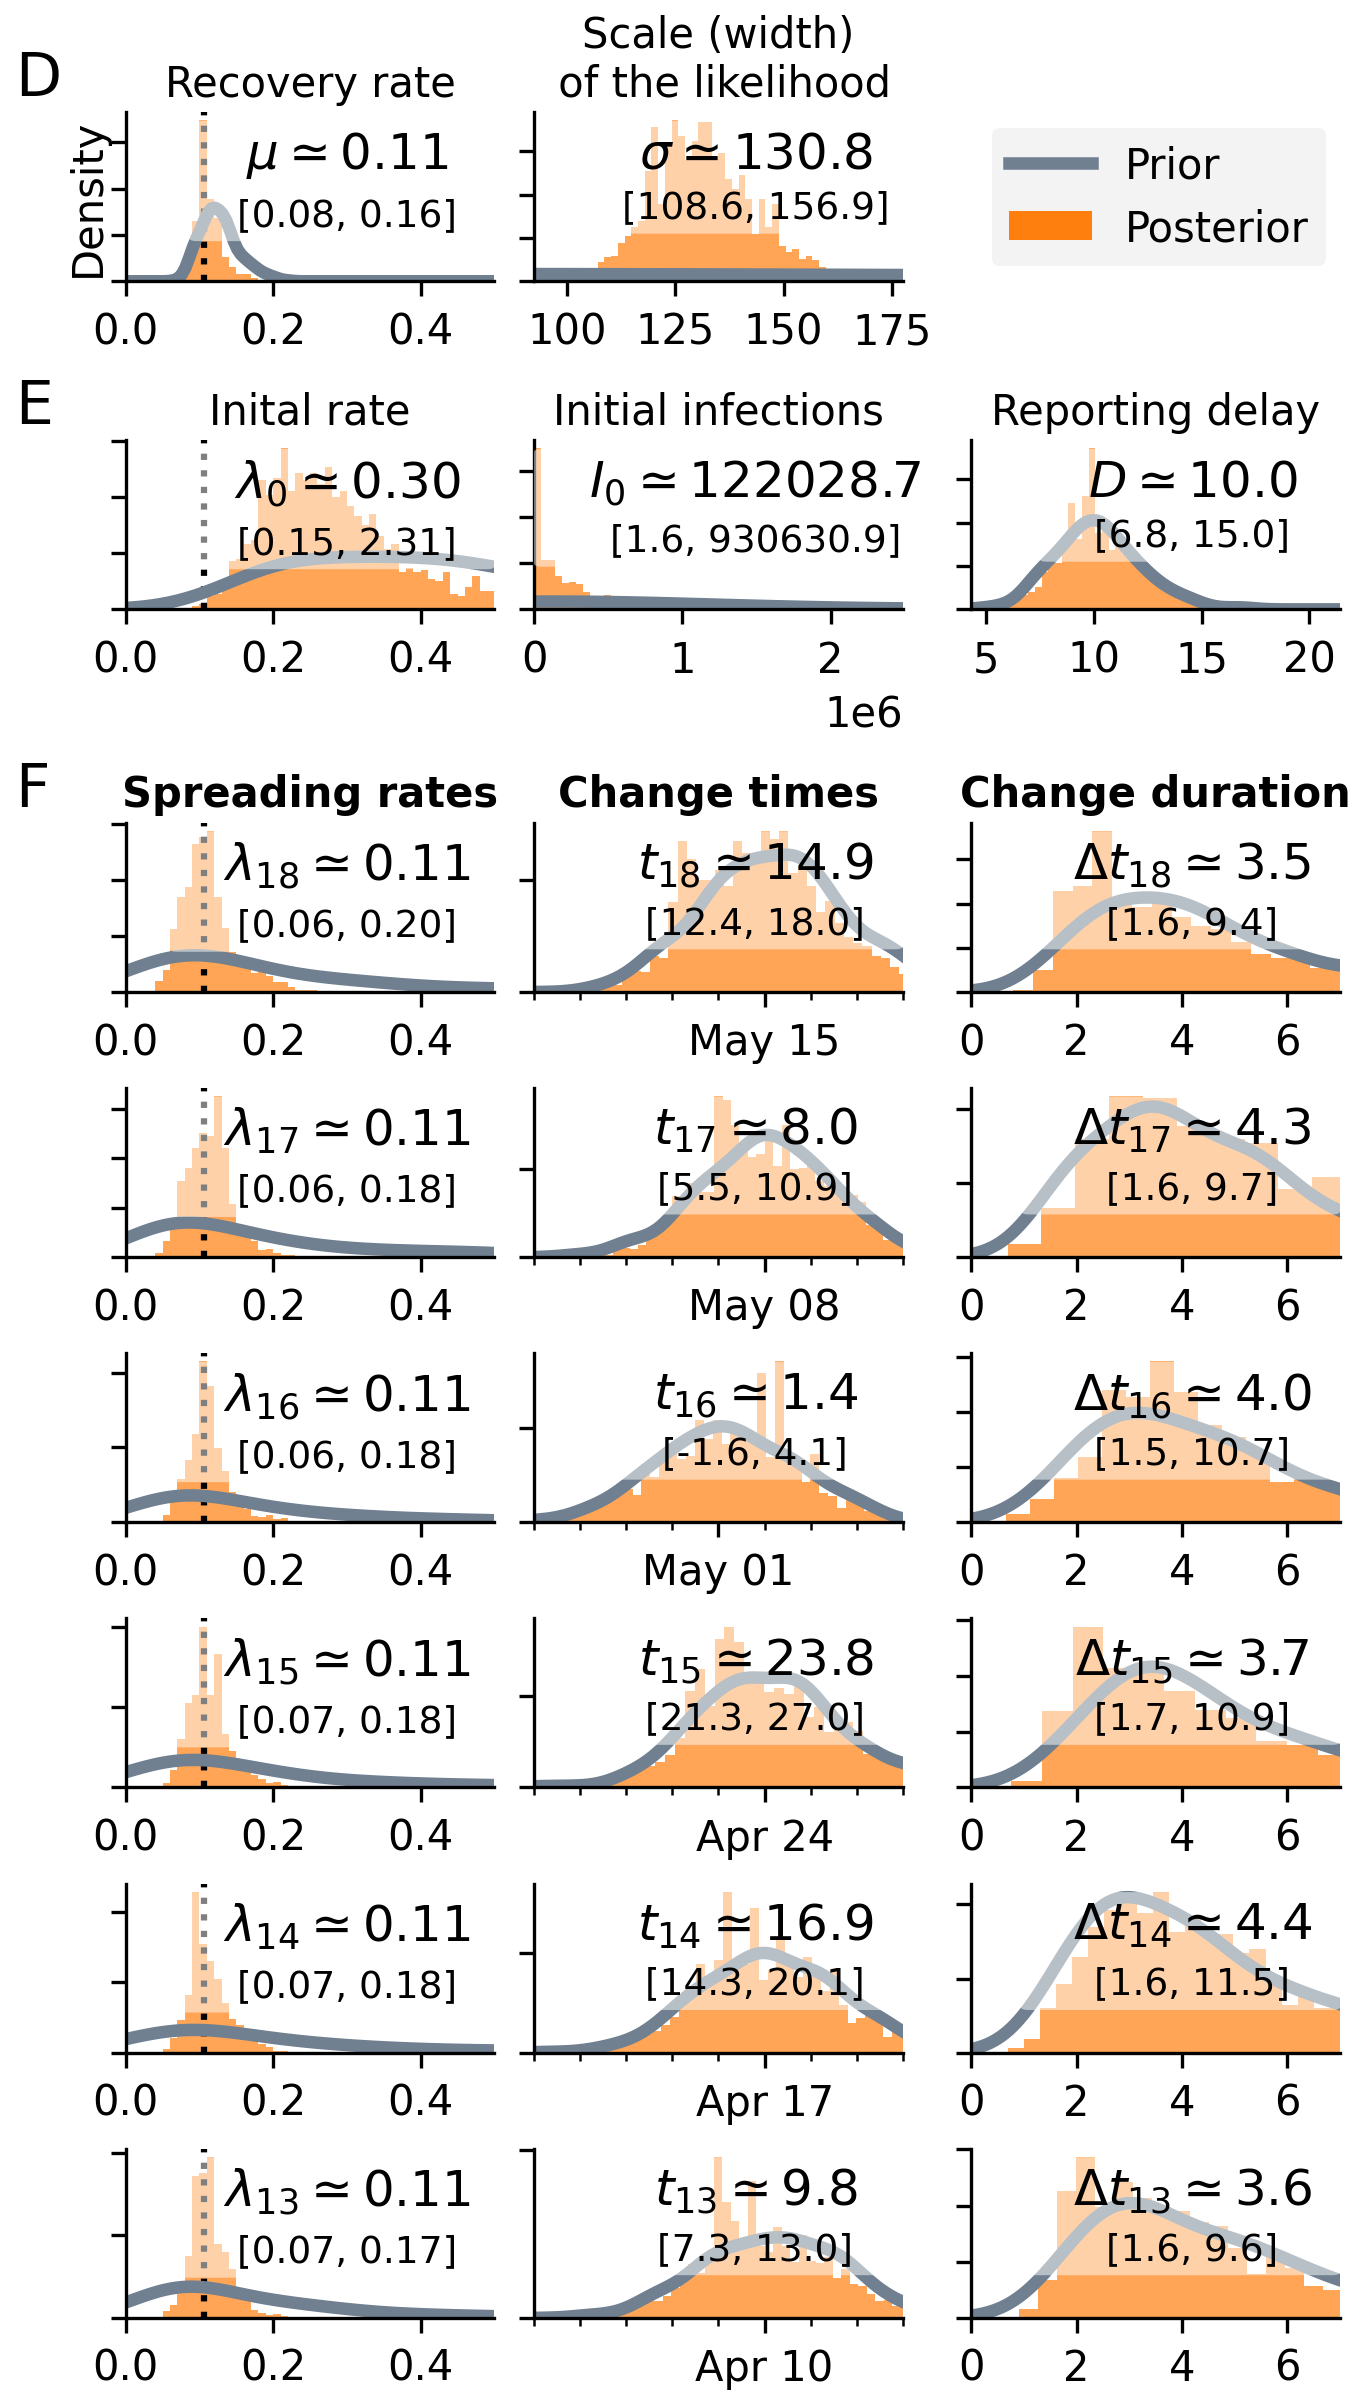 D
Recovery rate
Scale (width)
of the likelihood
Density
μ ≃ 0.11
[0.08, 0.16]
0.0 0.2 0.4
σ ≃ 130.8
[108.6, 156.9]
100 125 150 175
Prior
Posterior
E
Inital rate
λ0 ≃ 0.30
[0.15, 2.31]
0.0 0.2 0.4
Initial infections
I0 ≃ 122028.7
[1.6, 930630.9]
0 1 2
1e6
Reporting delay
D ≃ 10.0
[6.8, 15.0]
5 10 15 20
F
Spreading rates
Change times
Change duration
λ18 ≃ 0.11
[0.06, 0.20]
0.0 0.2 0.4
t18 ≃ 14.9
[12.4, 18.0]
May 15
Δt18 ≃ 3.5
[1.6, 9.4]
0 2 4 6
λ17 ≃ 0.11
[0.06, 0.18]
0.0 0.2 0.4
t17 ≃ 8.0
[5.5, 10.9]
May 08
Δt17 ≃ 4.3
[1.6, 9.7]
0 2 4 6
λ16 ≃ 0.11
[0.06, 0.18]
0.0 0.2 0.4
t16 ≃ 1.4
[-1.6, 4.1]
May 01
Δt16 ≃ 4.0
[1.5, 10.7]
0 2 4 6
λ15 ≃ 0.11
[0.07, 0.18]
0.0 0.2 0.4
t15 ≃ 23.8
[21.3, 27.0]
Apr 24
Δt15 ≃ 3.7
[1.7, 10.9]
0 2 4 6
λ14 ≃ 0.11
[0.07, 0.18]
0.0 0.2 0.4
t14 ≃ 16.9
[14.3, 20.1]
Apr 17
Δt14 ≃ 4.4
[1.6, 11.5]
0 2 4 6
λ13 ≃ 0.11
[0.07, 0.17]
0.0 0.2 0.4
t13 ≃ 9.8
[7.3, 13.0]
Apr 10
Δt13 ≃ 3.6
[1.6, 9.6]
0 2 4 6